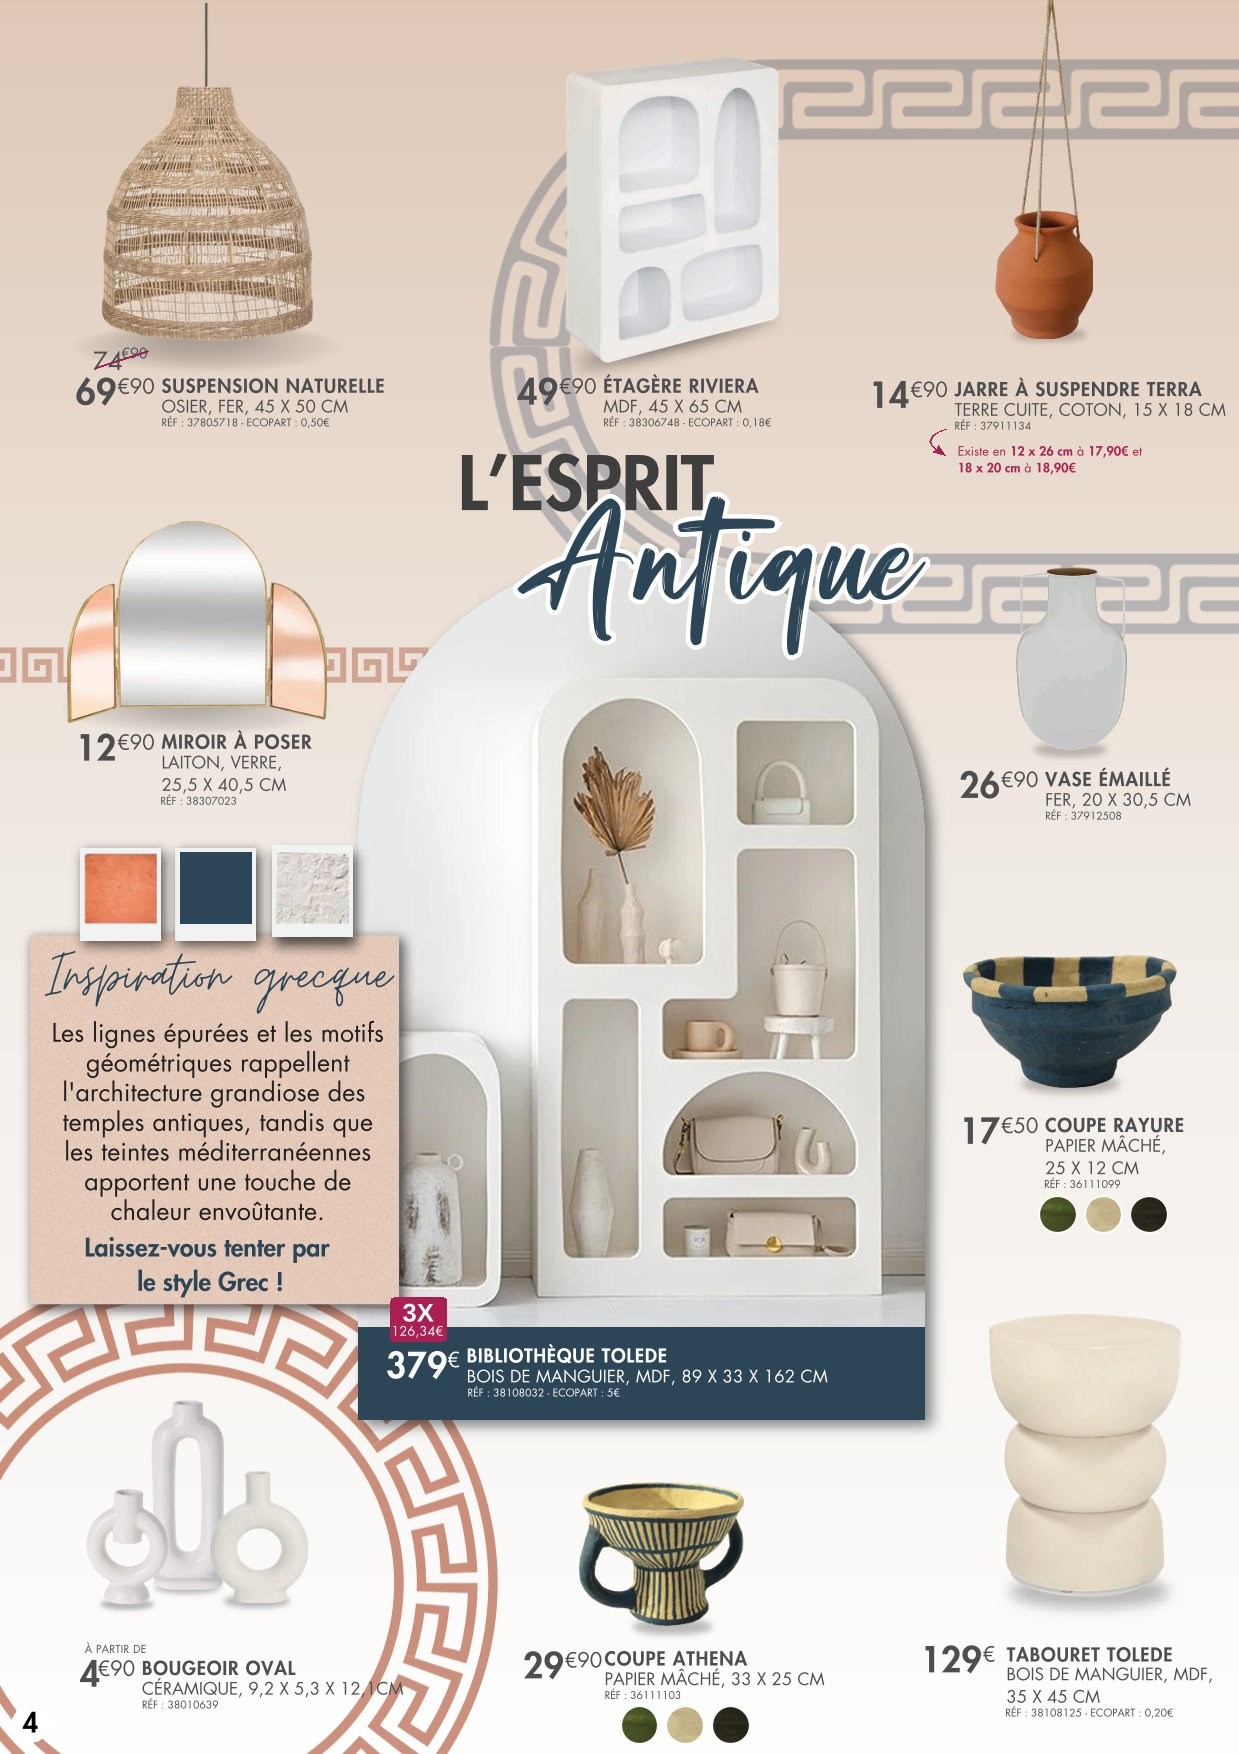 74€90
69€90 SUSPENSION NATURELLE
OSIER, FER, 45 X 50 CM
RÉF : 37805718 - ECOPART : 0,50€
49€90 ÉTAGÈRE RIVIERA
MDF, 45 X 65 CM
RÉF : 38306748 - ECOPART : 0,18€
14€90 JARRE À SUSPENDRE TERRA
TERRE CUITE, COTON, 15 X 18 CM
RÉF : 37911134
Existe en 12 x 26 cm à 17,90€ et
18 x 20 cm à 18,90€
L'ESPRIT
Antique
12€90 MIROIR À POSER
LAITON, VERRE,
25,5 X 40,5 CM
RÉF : 38307023
26€90 VASE ÉMAILLÉ
FER, 20 X 30,5 CM
RÉF : 37912508
Inspiration grecque
Les lignes épurées et les motifs
géométriques rappellent
l'architecture grandiose des
temples antiques, tandis que
les teintes méditerranéennes
apportent une touche de
chaleur envoûtante.
Laissez-vous tenter par
le style Grec !
17€50 COUPE RAYURE
PAPIER MÂCHÉ,
25 X 12 CM
RÉF : 36111099
3X
126,34€
379€ BIBLIOTHÈQUE TOLEDE
BOIS DE MANGUIER, MDF, 89 X 33 X 162 CM
RÉF : 38108032 - ECOPART : 5€
À PARTIR DE
4€90 BOUGEOIR OVAL
CÉRAMIQUE, 9,2 X 5,3 X 12,1CM
RÉF : 38010639
29€90 COUPE ATHENA
PAPIER MÂCHÉ, 33 X 25 CM
RÉF : 36111103
129€ TABOURET TOLEDE
BOIS DE MANGUIER, MDF,
35 X 45 CM
RÉF : 38108125 - ECOPART : 0,20€
4